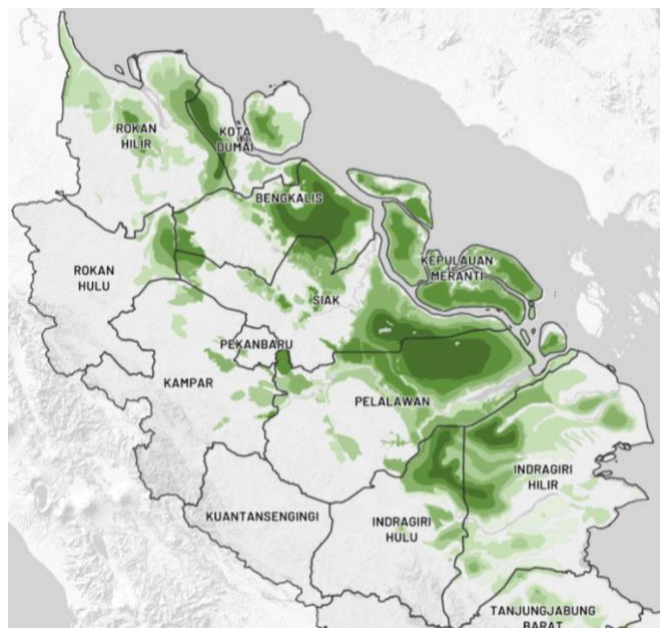 ROKAN
HILIR
KOTA
DUMAI
BENGKALIS
ROKAN
HULU
KEPULAUAN
MERANTI
SIAK
PEKANBARU
KAMPAR
PELALAWAN
INDRAGIRI
HILIR
KUANTANSENGINGI
INDRAGIRI
HULU
TANJUNGJABUNG
BARAT